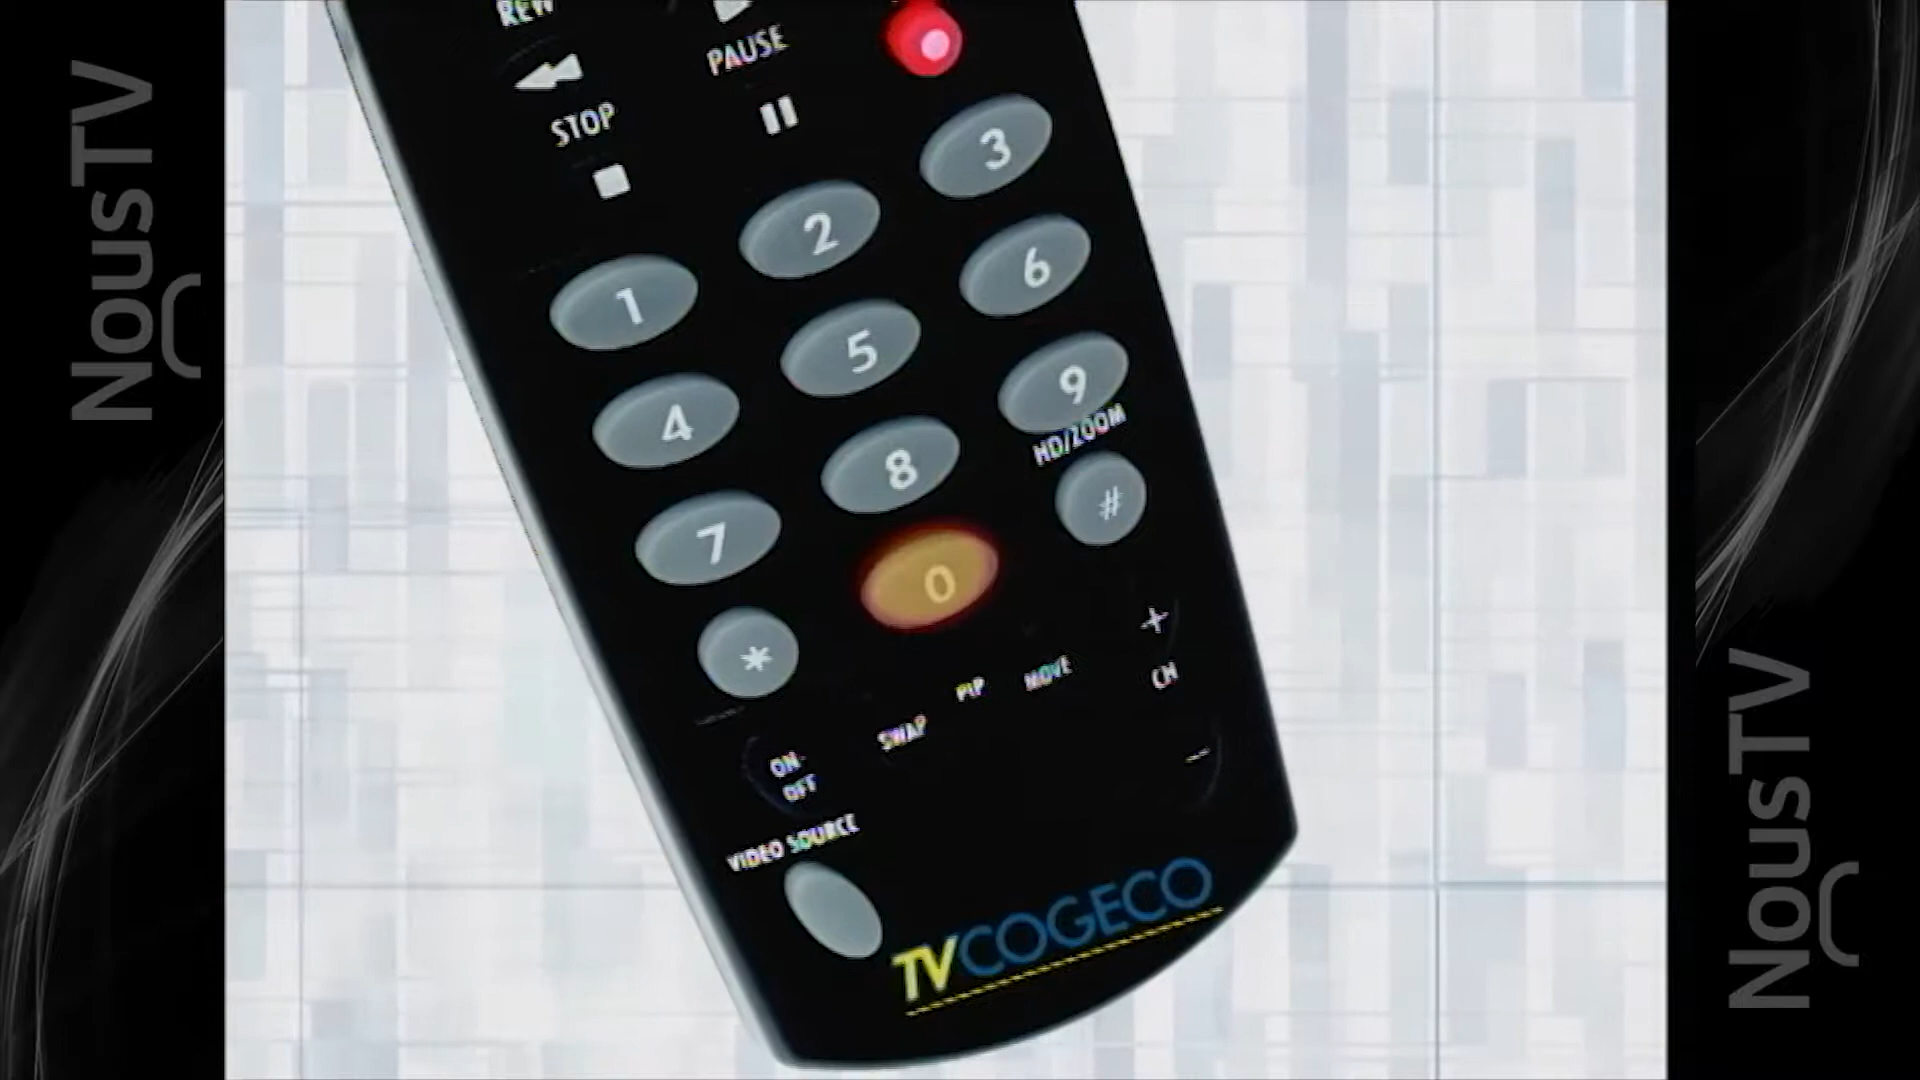 NousTV
REW
PAUSE
STOP
1
2
3
4
5
6
7
8
9
HD/ZOOM
*
0
#
SWAP
PIP
MOVE
+
CH
-
ON-
OFF
VIDEO SOURCE
TVCOGECO
NousTV